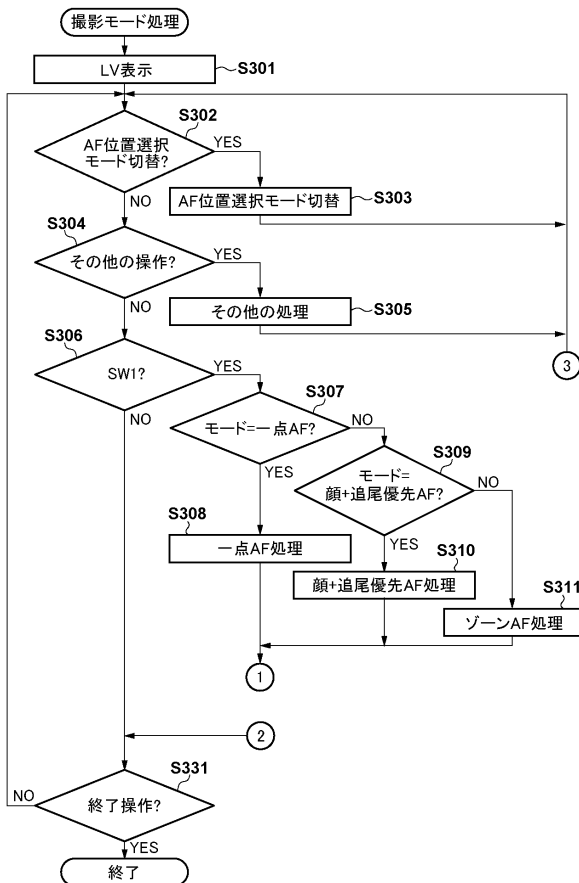 撮影モード処理
LV表示
S301
S302
AF位置選択
モード切替?
YES
NO
AF位置選択モード切替
S303
S304
その他の操作?
YES
NO
その他の処理
S305
S306
SW1?
YES
NO
3
S307
モード=一点AF?
NO
YES
S309
モード=
顔+追尾優先AF?
NO
YES
S308
一点AF処理
S310
顔+追尾優先AF処理
S311
ゾーンAF処理
1
2
S331
終了操作?
NO
YES
終了